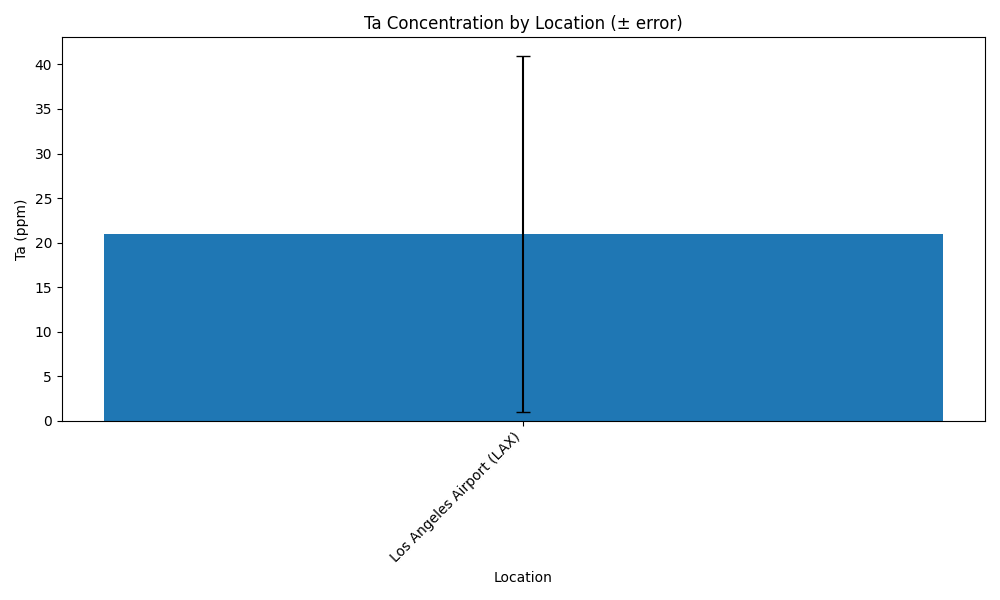 Ta Concentration by Location (± error)
Ta (ppm)
40
35
30
25
20
15
10
5
0
Los Angeles Airport (LAX)
Location